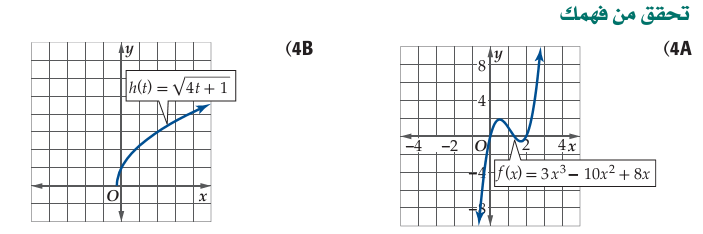 تحقق من فهمك
(4A
y
8
4
-4 -2 O 2 4 x
-4
f(x) = 3x³ – 10x² + 8x
-8
(4B
y
h(t) = √4t + 1
O x